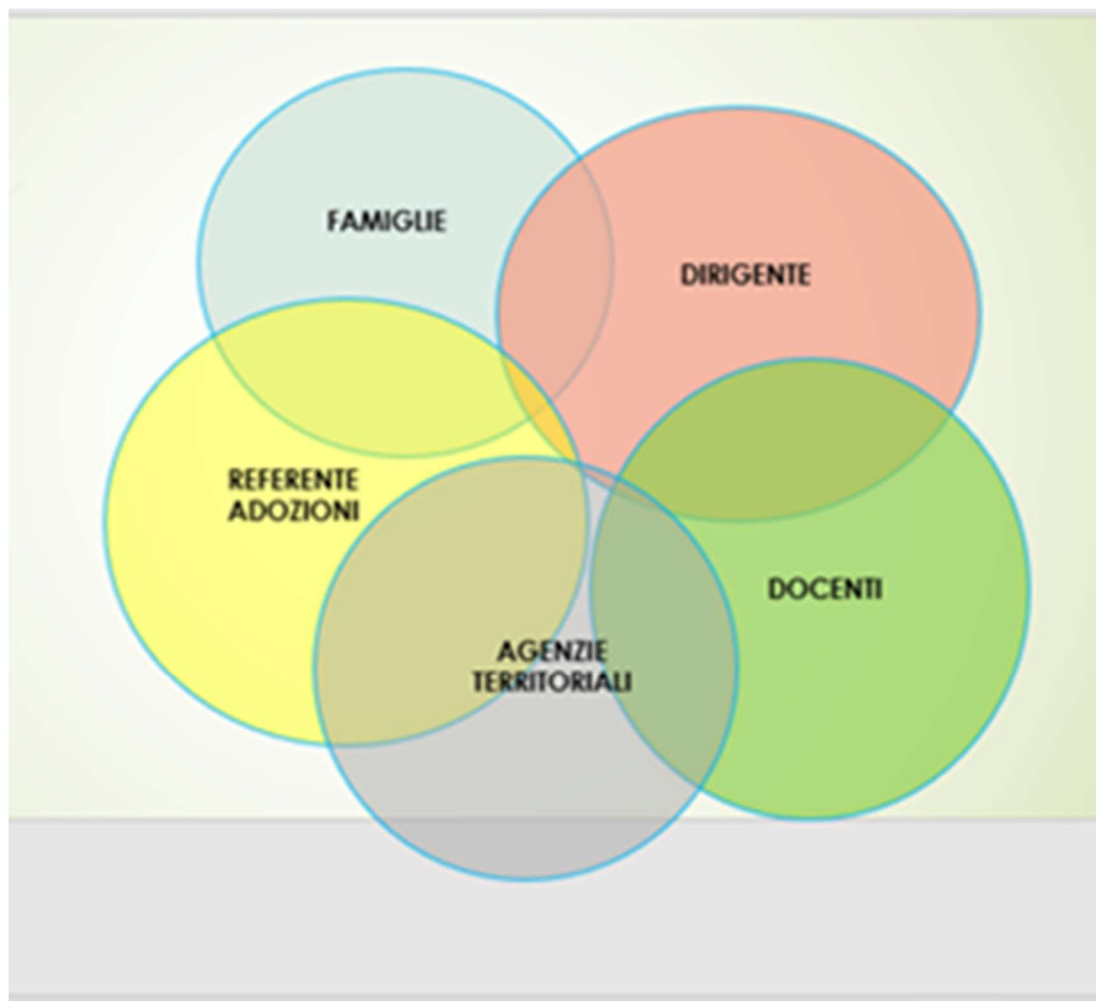 FAMIGLIE
DIRIGENTE
REFERENTE
ADOZIONI
DOCENTI
AGENZIE
TERRITORIALI